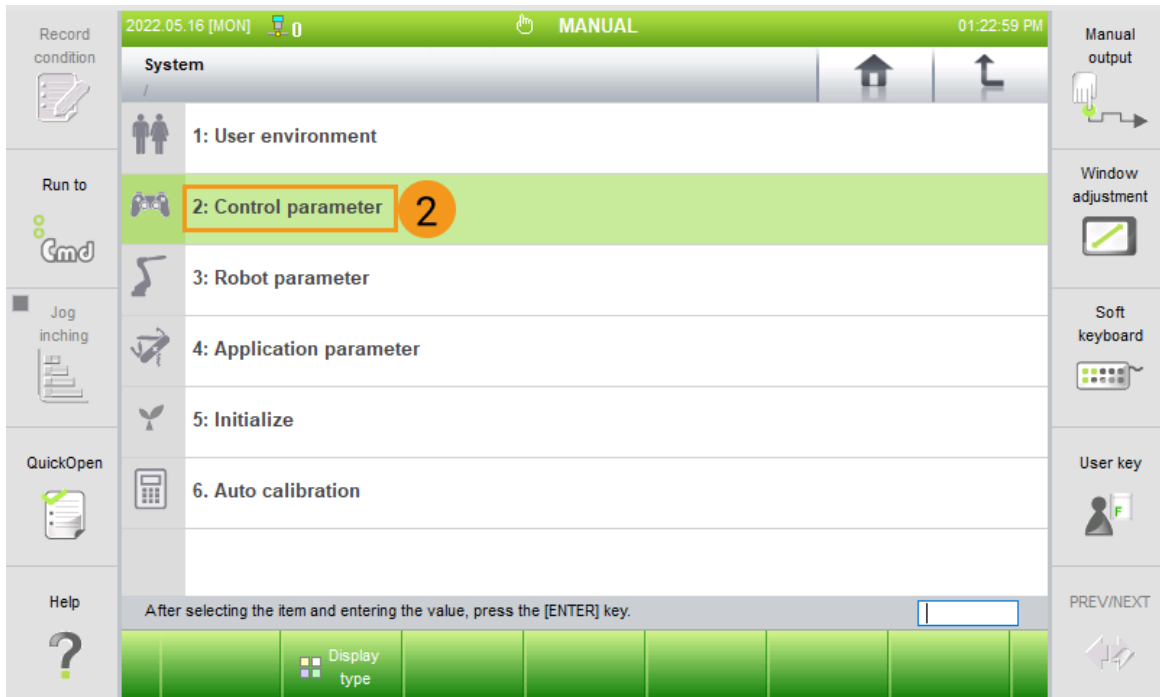 Record
condition
Run to
Cmd
Jog
inching
QuickOpen
Help
?
2022.05.16 [MON] 0 MANUAL 01:22:59 PM
System
/
1: User environment
2: Control parameter 2
3: Robot parameter
4: Application parameter
5: Initialize
6. Auto calibration
After selecting the item and entering the value, press the [ENTER] key.
Display
type
Manual
output
Window
adjustment
Soft
keyboard
User key
F
PREV/NEXT